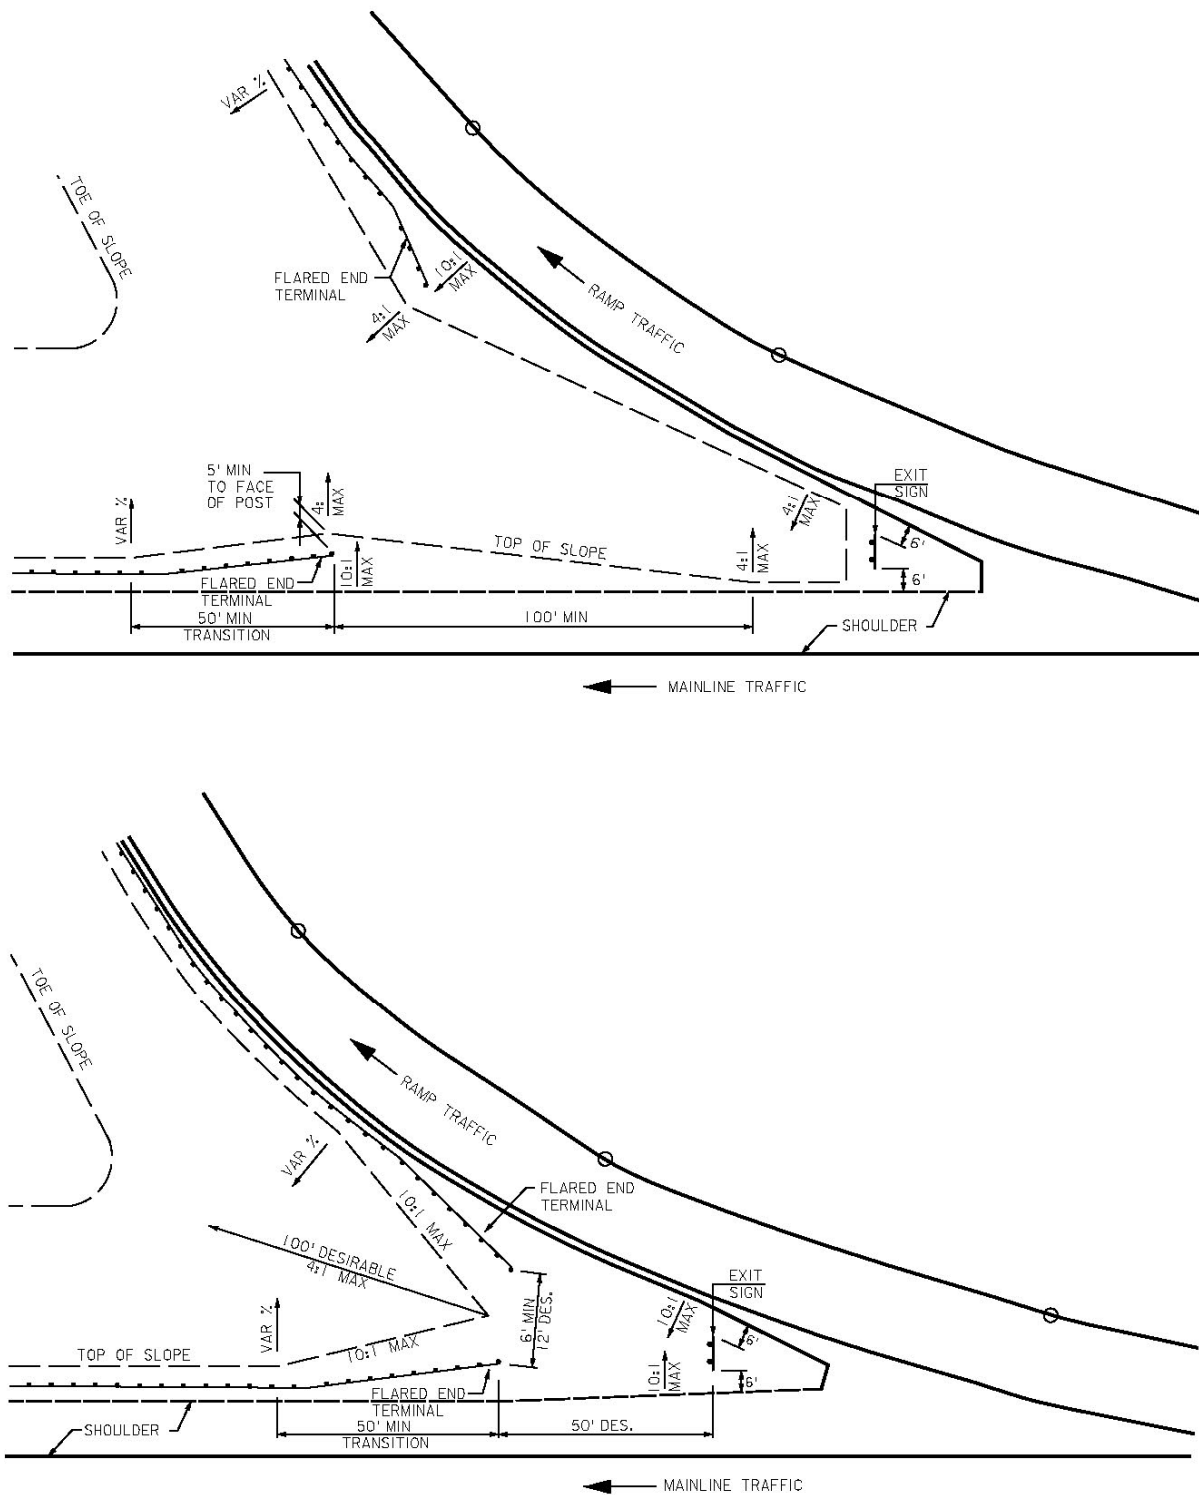 VAR %
TOE OF SLOPE
FLARED END
TERMINAL
10:1
MAX
4:1
MAX
RAMP TRAFFIC
5' MIN
TO FACE
OF POST
VAR %
4:
MAX
10:1
MAX
TOP OF SLOPE
4:1
MAX
4:1
MAX
EXIT
SIGN
6'
6'
FLARED END
TERMINAL
50' MIN
TRANSITION
100' MIN
SHOULDER
MAINLINE TRAFFIC
TOE OF SLOPE
RAMP TRAFFIC
VAR %
10:1 MAX
FLARED END
TERMINAL
100' DESIRABLE
4:1 MAX
6' MIN
12' DES.
10:1
MAX
EXIT
SIGN
6'
VAR %
TOP OF SLOPE
10:1 MAX
10:1
MAX
6'
FLARED END
TERMINAL
50' MIN
TRANSITION
50' DES.
SHOULDER
MAINLINE TRAFFIC